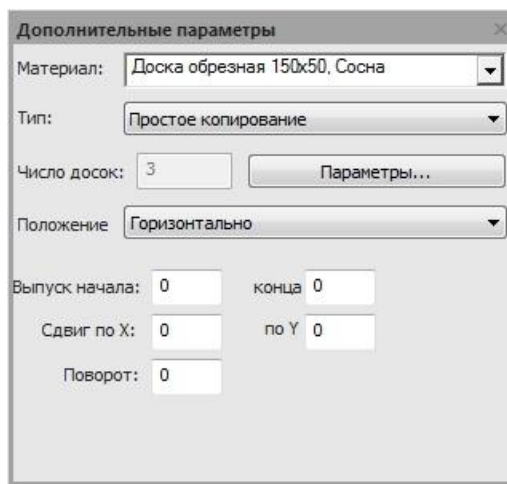 Дополнительные параметры
Материал: Доска обрезная 150x50, Сосна
Тип: Простое копирование
Число досок: 3 Параметры...
Положение Горизонтально
Выпуск начала: 0 конца 0
Сдвиг по X: 0 по Y 0
Поворот: 0